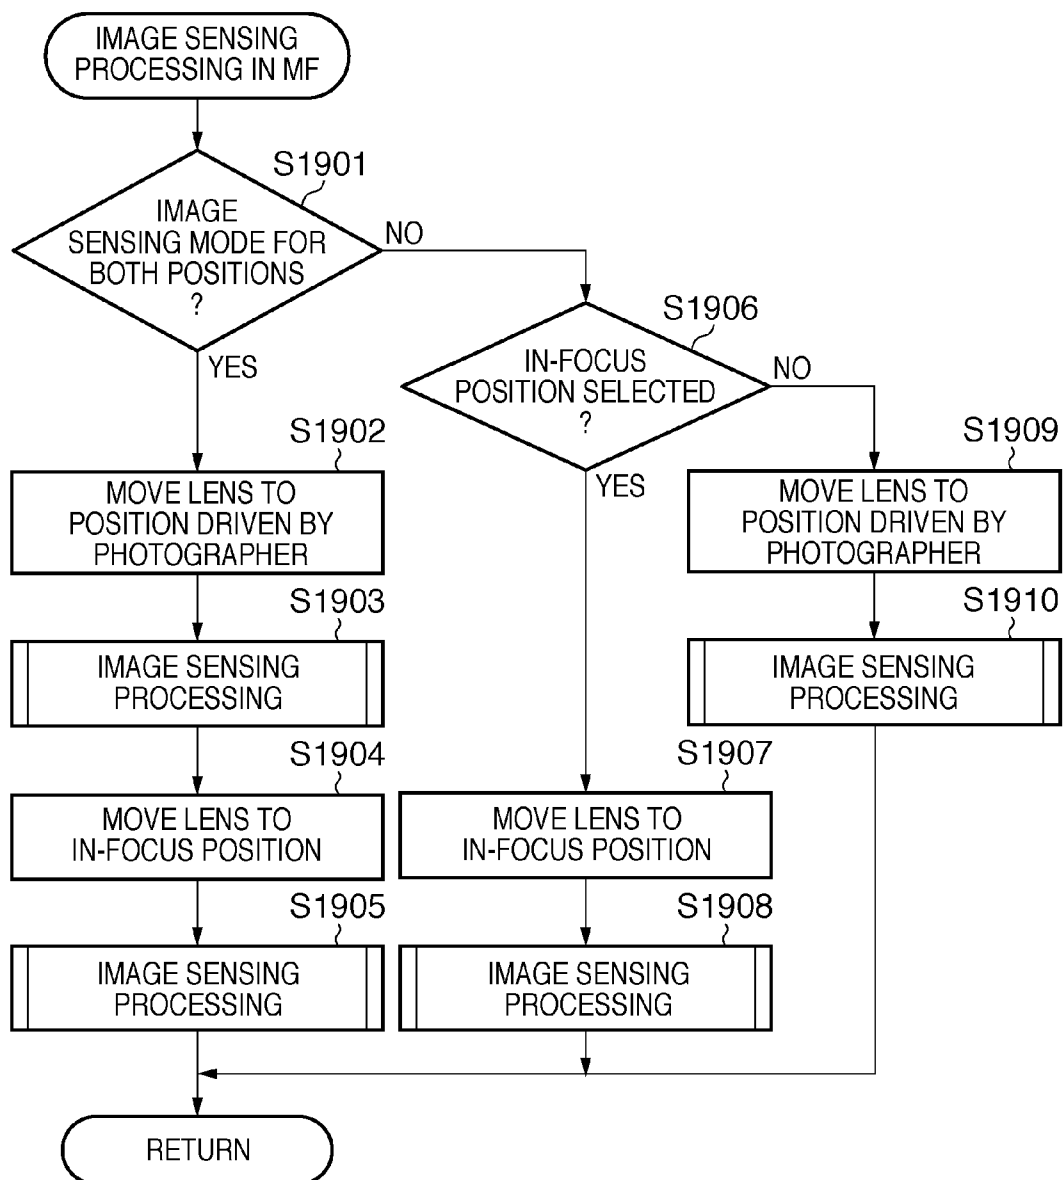 IMAGE SENSING
PROCESSING IN MF
S1901
IMAGE
SENSING MODE FOR
BOTH POSITIONS
?
NO
YES
S1906
IN-FOCUS
POSITION SELECTED
?
NO
YES
S1902
MOVE LENS TO
POSITION DRIVEN BY
PHOTOGRAPHER
S1903
IMAGE SENSING
PROCESSING
S1904
MOVE LENS TO
IN-FOCUS POSITION
S1905
IMAGE SENSING
PROCESSING
S1907
MOVE LENS TO
IN-FOCUS POSITION
S1908
IMAGE SENSING
PROCESSING
S1909
MOVE LENS TO
POSITION DRIVEN BY
PHOTOGRAPHER
S1910
IMAGE SENSING
PROCESSING
RETURN